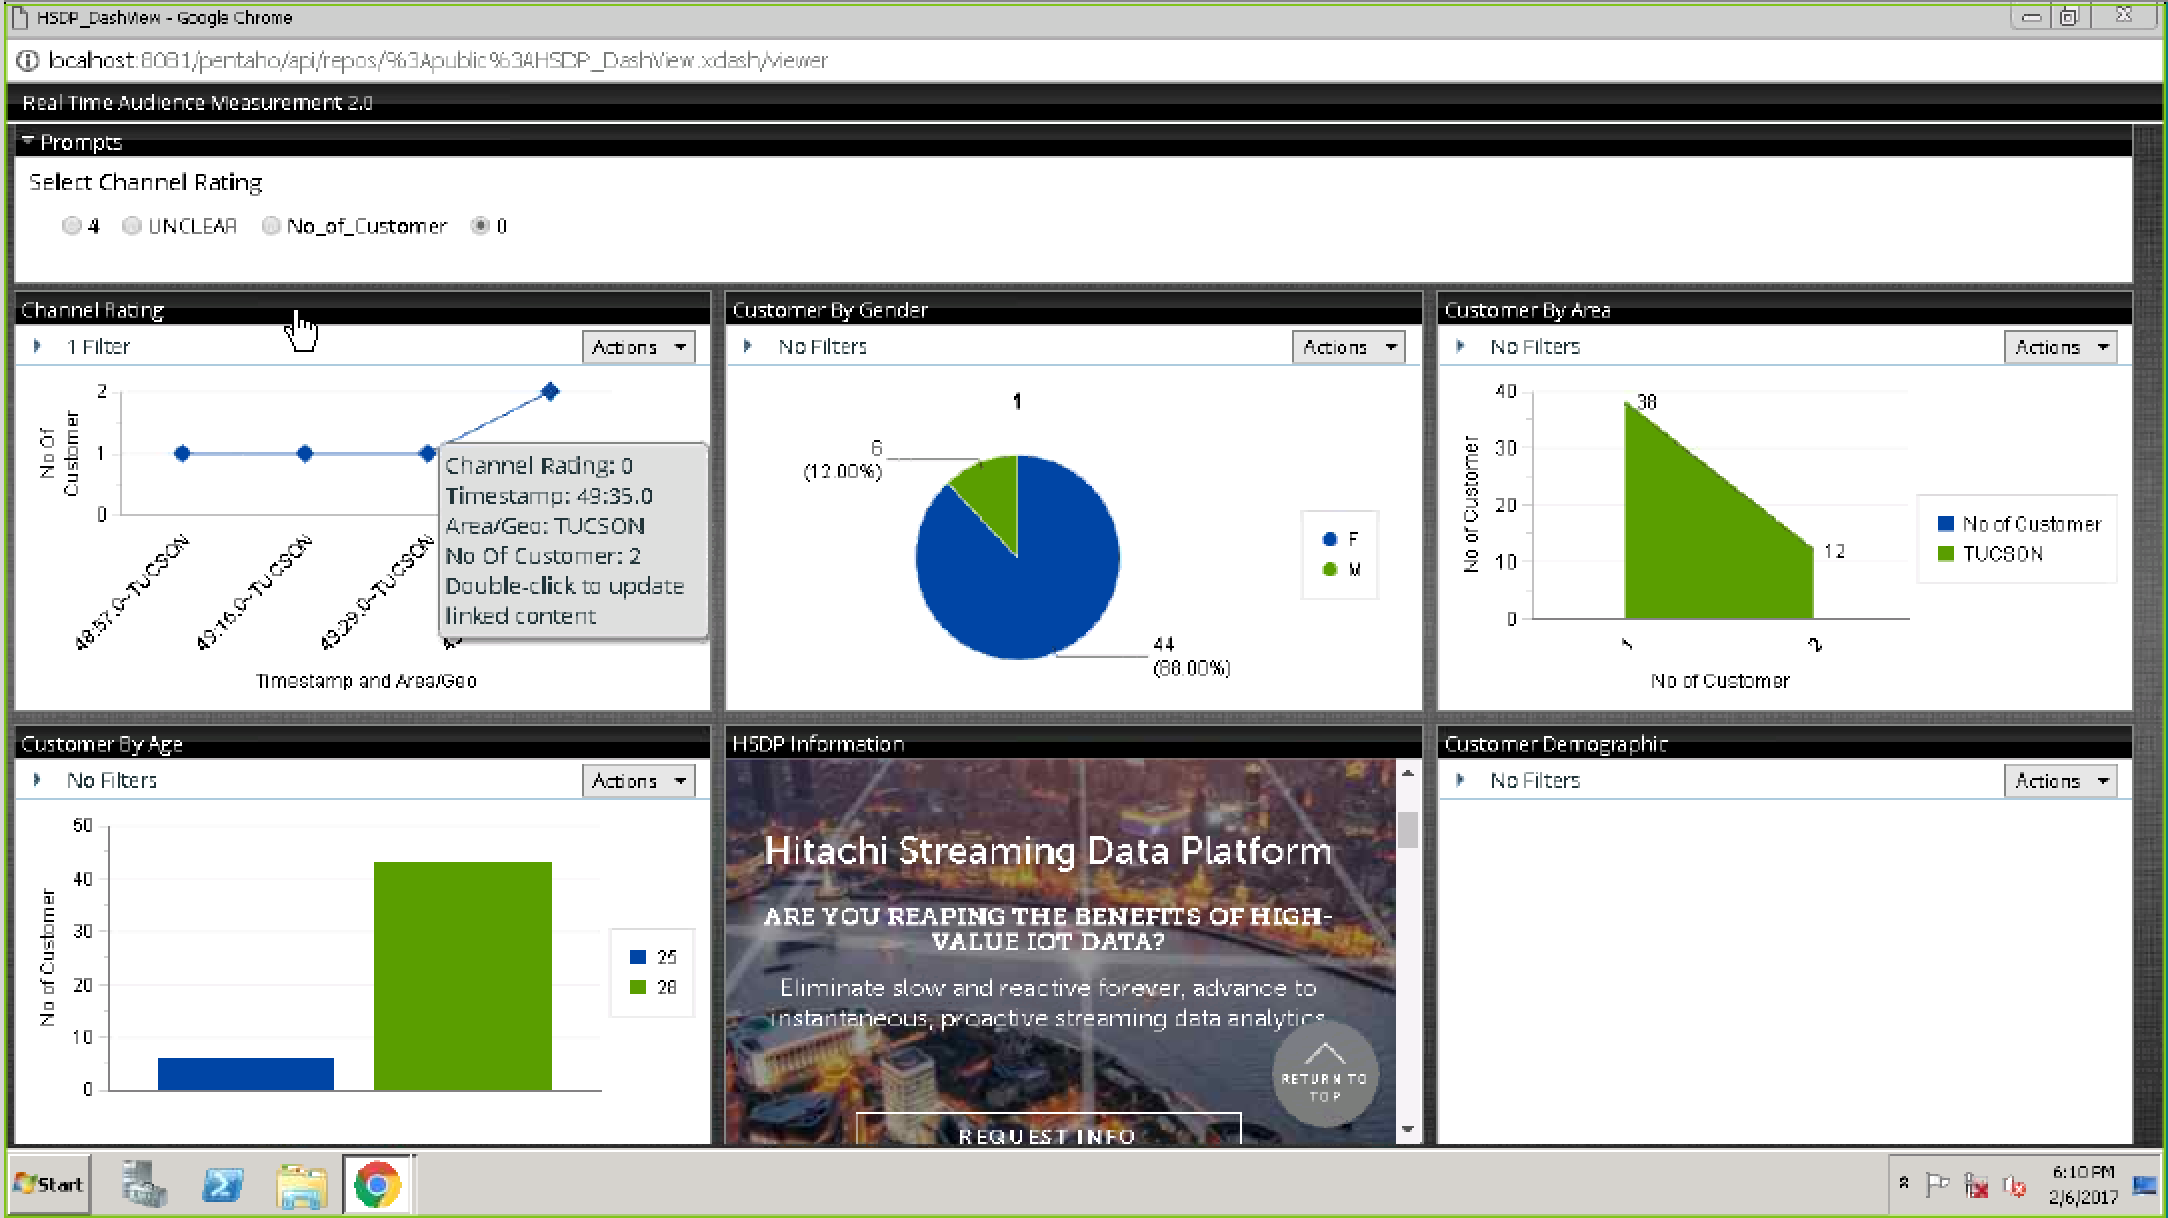 HSDP_DashView - Google Chrome
localhost:8081/pentaho/api/repos/%3Apublic%3AHSDP_DashView.xdash/viewer
Real Time Audience Measurement 2.0
Prompts
Select Channel Rating
4 UNCLEAR No_of_Customer 0
Channel Rating
1 Filter Actions
No Of Customer
2
1
0
48:57.0~TUCSON
49:16.0~TUCSON
49:29.0~TUCSON
Timestamp and Area/Geo
Channel Rating: 0
Timestamp: 49:35.0
Area/Geo: TUCSON
No Of Customer: 2
Double-click to update
linked content
Customer By Gender
No Filters Actions
1
6
(12.00%)
44
(88.00%)
F
M
Customer By Area
No Filters Actions
No of Customer
40
30
20
10
0
38
12
1
2
No of Customer
No of Customer
TUCSON
Customer By Age
No Filters Actions
No of Customer
50
40
30
20
10
0
25
28
HSDP Information
Hitachi Streaming Data Platform
ARE YOU REAPING THE BENEFITS OF HIGH-
VALUE IOT DATA?
Eliminate slow and reactive forever, advance to
instantaneous, proactive streaming data analytics
RETURN TO
TOP
REQUEST INFO
Customer Demographic
No Filters Actions
Start
6:10 PM
2/6/2017